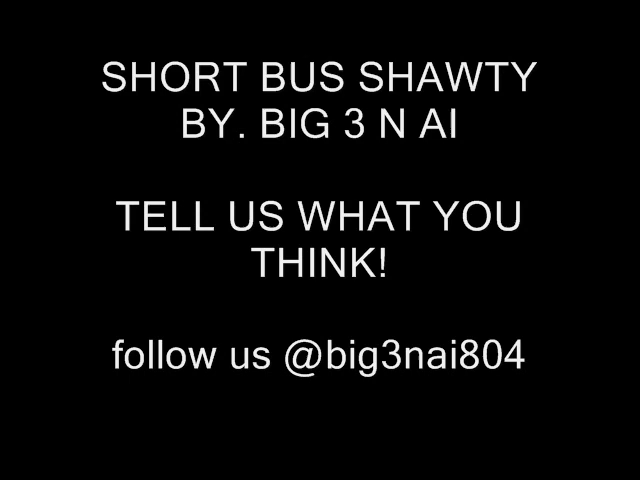 SHORT BUS SHAWTY
BY. BIG 3 N AI
TELL US WHAT YOU
THINK!
follow us @big3nai804